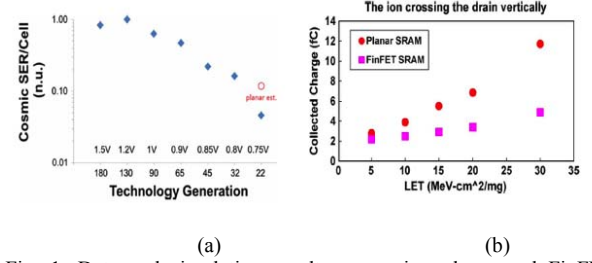 The ion crossing the drain vertically
Cosmic SER/Cell
(n.u.)
1.00
0.10
0.01
planar est.
1.5V 1.2V 1V 0.9V 0.85V 0.8V 0.75V
180 130 90 65 45 32 22
Technology Generation
Collected Charge (fC)
14
12
10
8
6
4
2
0
Planar SRAM
FinFET SRAM
0 5 10 15 20 25 30 35
LET (MeV-cm^2/mg)
(a) (b)